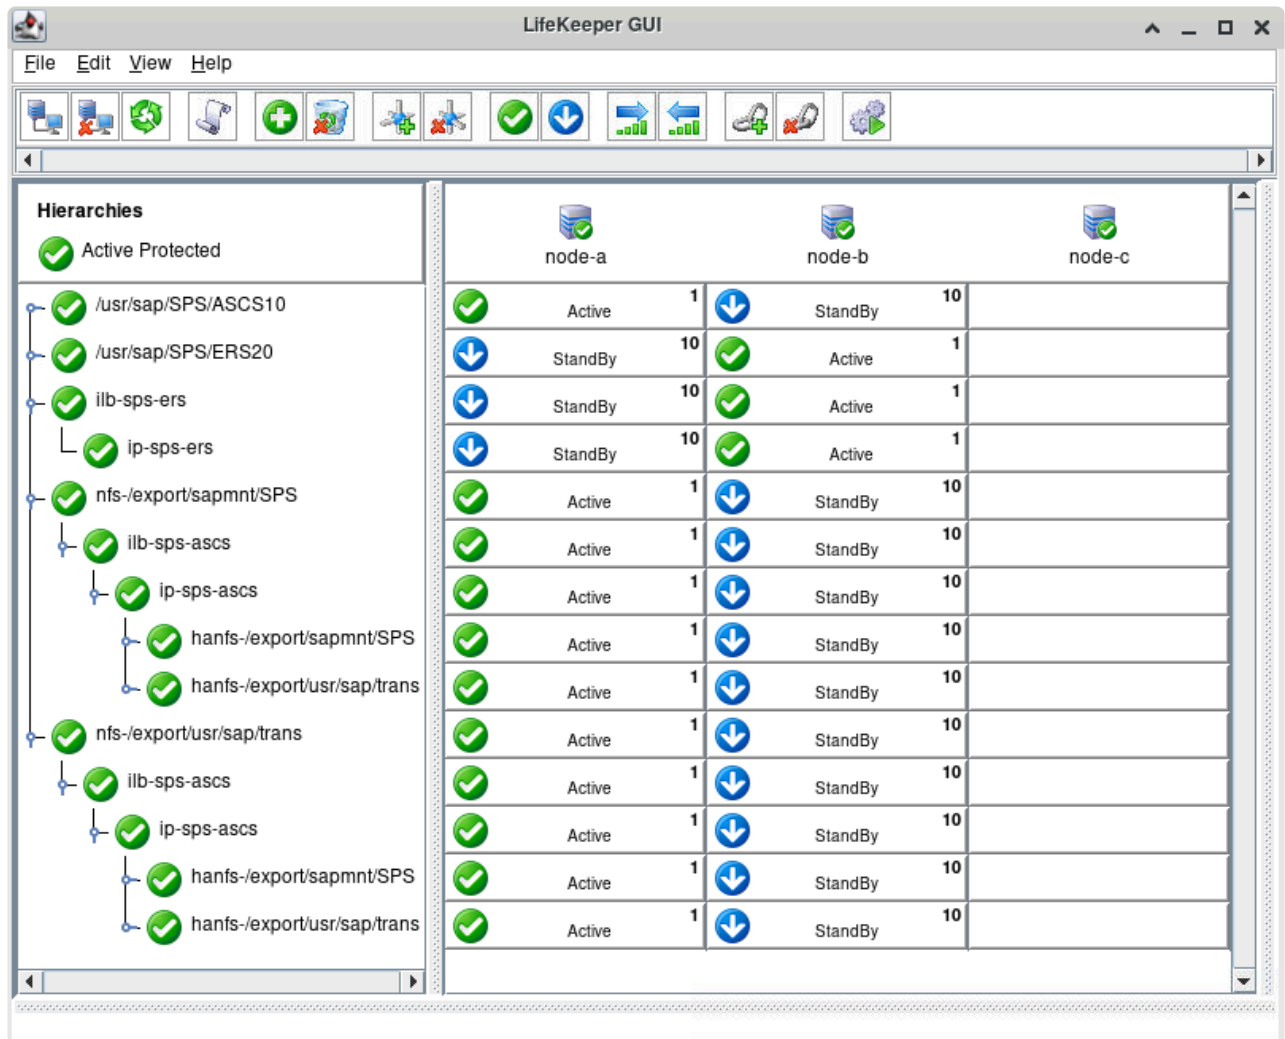 LifeKeeper GUI
File Edit View Help
Hierarchies
Active Protected
node-a node-b node-c
/usr/sap/SPS/ASCS10 Active 1 StandBy 10
/usr/sap/SPS/ERS20 StandBy 10 Active 1
ilb-sps-ers StandBy 10 Active 1
ip-sps-ers StandBy 10 Active 1
nfs-/export/sapmnt/SPS Active 1 StandBy 10
ilb-sps-ascs Active 1 StandBy 10
ip-sps-ascs Active 1 StandBy 10
hanfs-/export/sapmnt/SPS Active 1 StandBy 10
hanfs-/export/usr/sap/trans Active 1 StandBy 10
nfs-/export/usr/sap/trans Active 1 StandBy 10
ilb-sps-ascs Active 1 StandBy 10
ip-sps-ascs Active 1 StandBy 10
hanfs-/export/sapmnt/SPS Active 1 StandBy 10
hanfs-/export/usr/sap/trans Active 1 StandBy 10